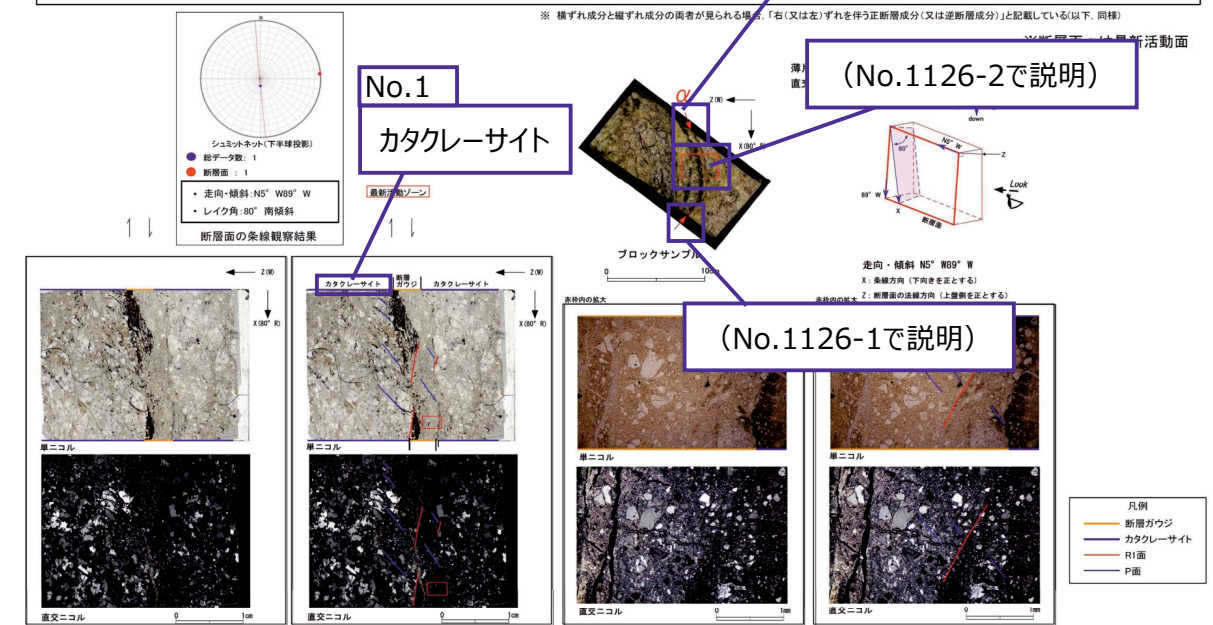 ※ 横ずれ成分と縦ずれ成分の両者が見られる場合,「右(又は左)ずれを伴う正断層成分(又は逆断層成分)」と記載している(以下, 同様)
最新活動面
N
シュミットネット(下半球投影)
総データ数: 1
断層面 : 1
• 走向・傾斜:N5° W89° W
• レイク角:80° 南傾斜
断層面の条線観察結果
No.1
カタクレーサイト
最新活動ゾーン
α
Z(W)
X(80° R)
ブロックサンプル
0
(No.1126-2で説明)
down
80°
N5° W
Z
89° W
X
断層面
Look
走向・傾斜 N5° W89° W
X:条線方向(下向きを正とする)
Z:断層面の法線方向(上盤側を正とする)
(No.1126-1で説明)
Z(W)
X(80° R)
単ニコル
直交ニコル
0 1cm
カタクレーサイト
断層ガウジ
カタクレーサイト
Z(W)
X(80° R)
単ニコル
直交ニコル
0 1cm
赤枠内の拡大
単ニコル
直交ニコル
0 1mm
赤枠内の拡大
単ニコル
直交ニコル
0 1mm
凡例
断層ガウジ
カタクレーサイト
R1面
P面